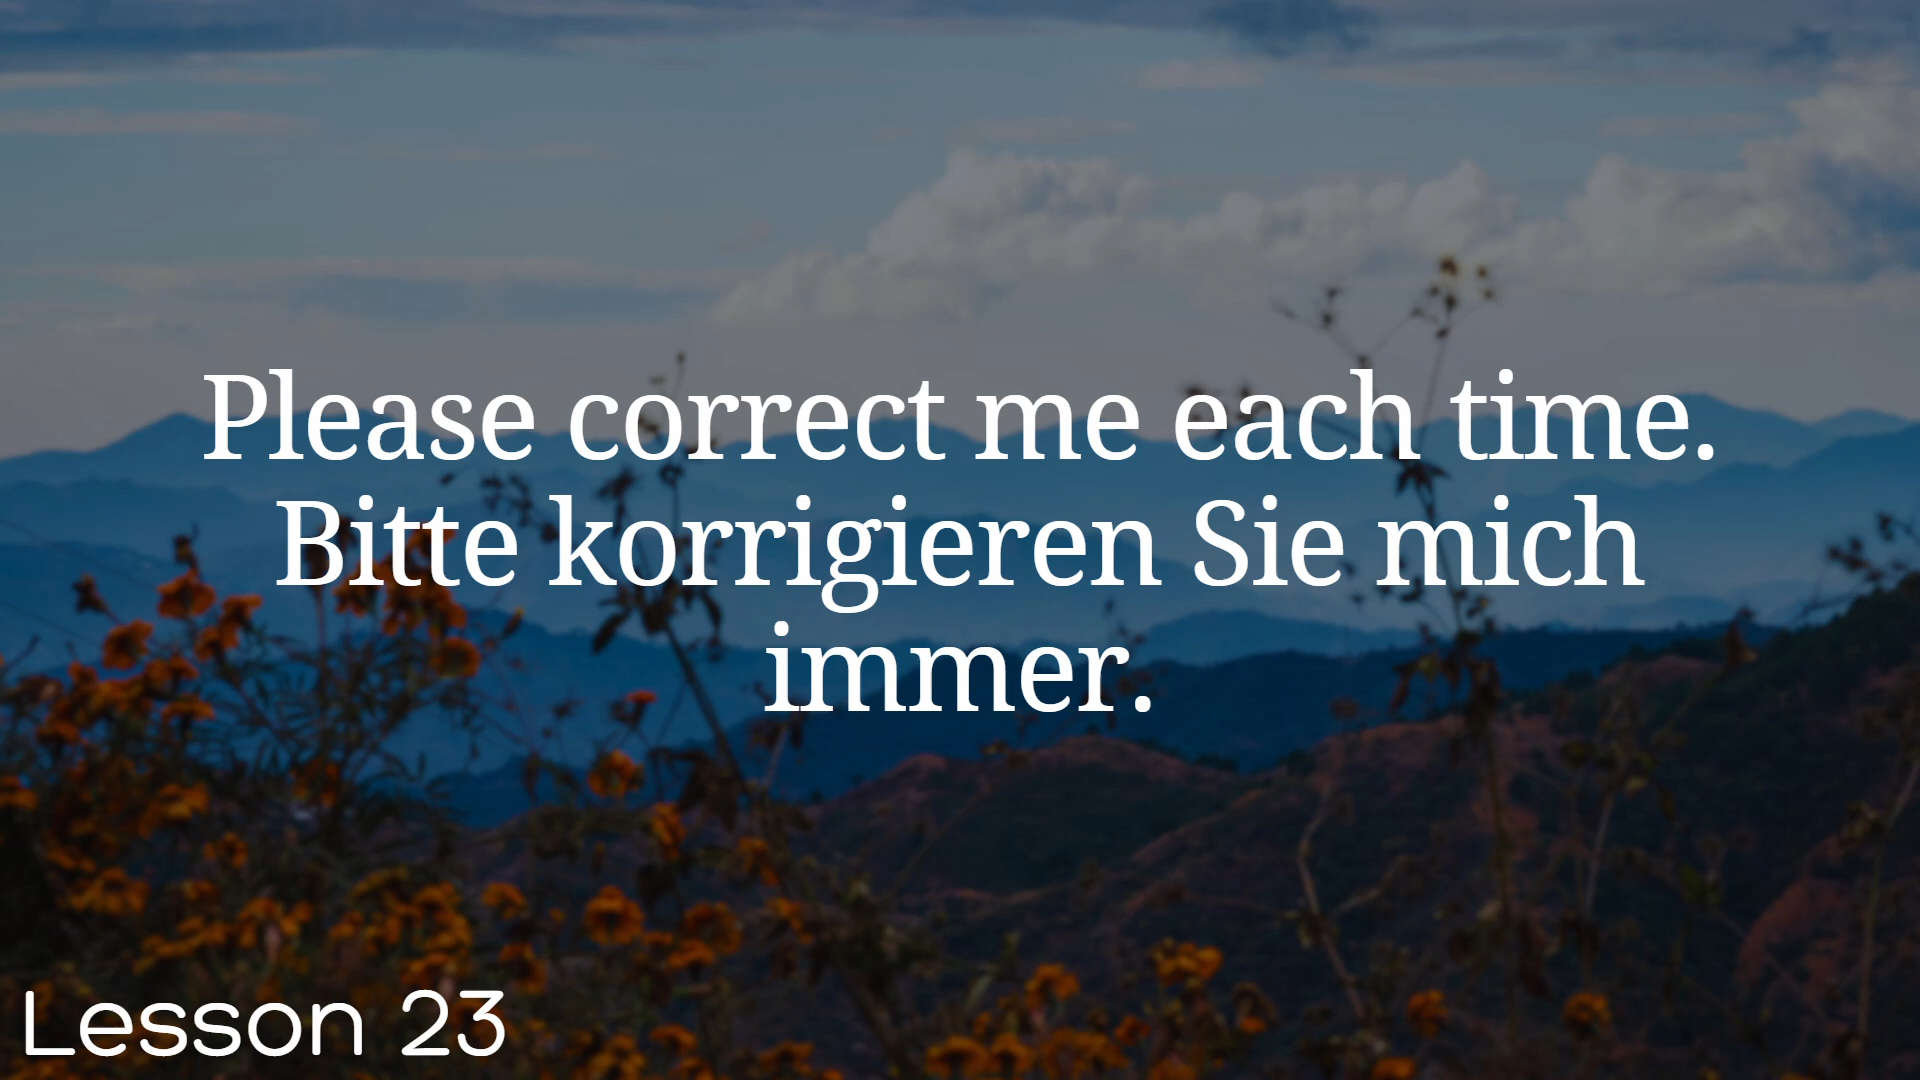 Please correct me each time.
Bitte korrigieren Sie mich
immer.
Lesson 23